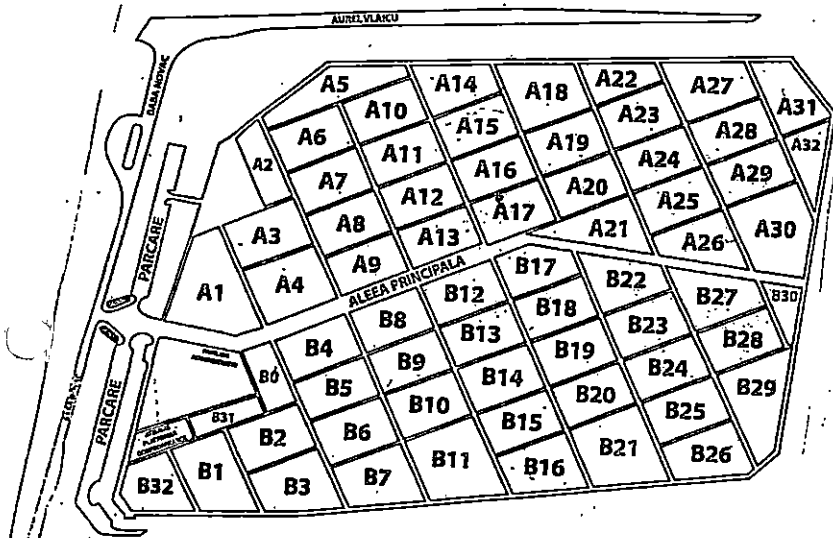 AUREL VLAICU
BABA NOVAC
A5
A14
A18
A22
A27
A31
A10
A15
A19
A23
A28
A32
A6
A11
A16
A20
A24
A29
A2
A7
A12
A17
A21
A25
A30
A3
A8
A13
A26
A1
A4
A9
PARCARE
ALEEA PRINCIPALA
B17
B22
B27
B30
B12
B18
B23
B28
B8
B13
B19
B24
B29
B4
B9
B14
B20
B25
B0
B5
B10
B15
B21
B26
B31
B2
B6
B11
B16
B32
B1
B3
B7
PARCARE